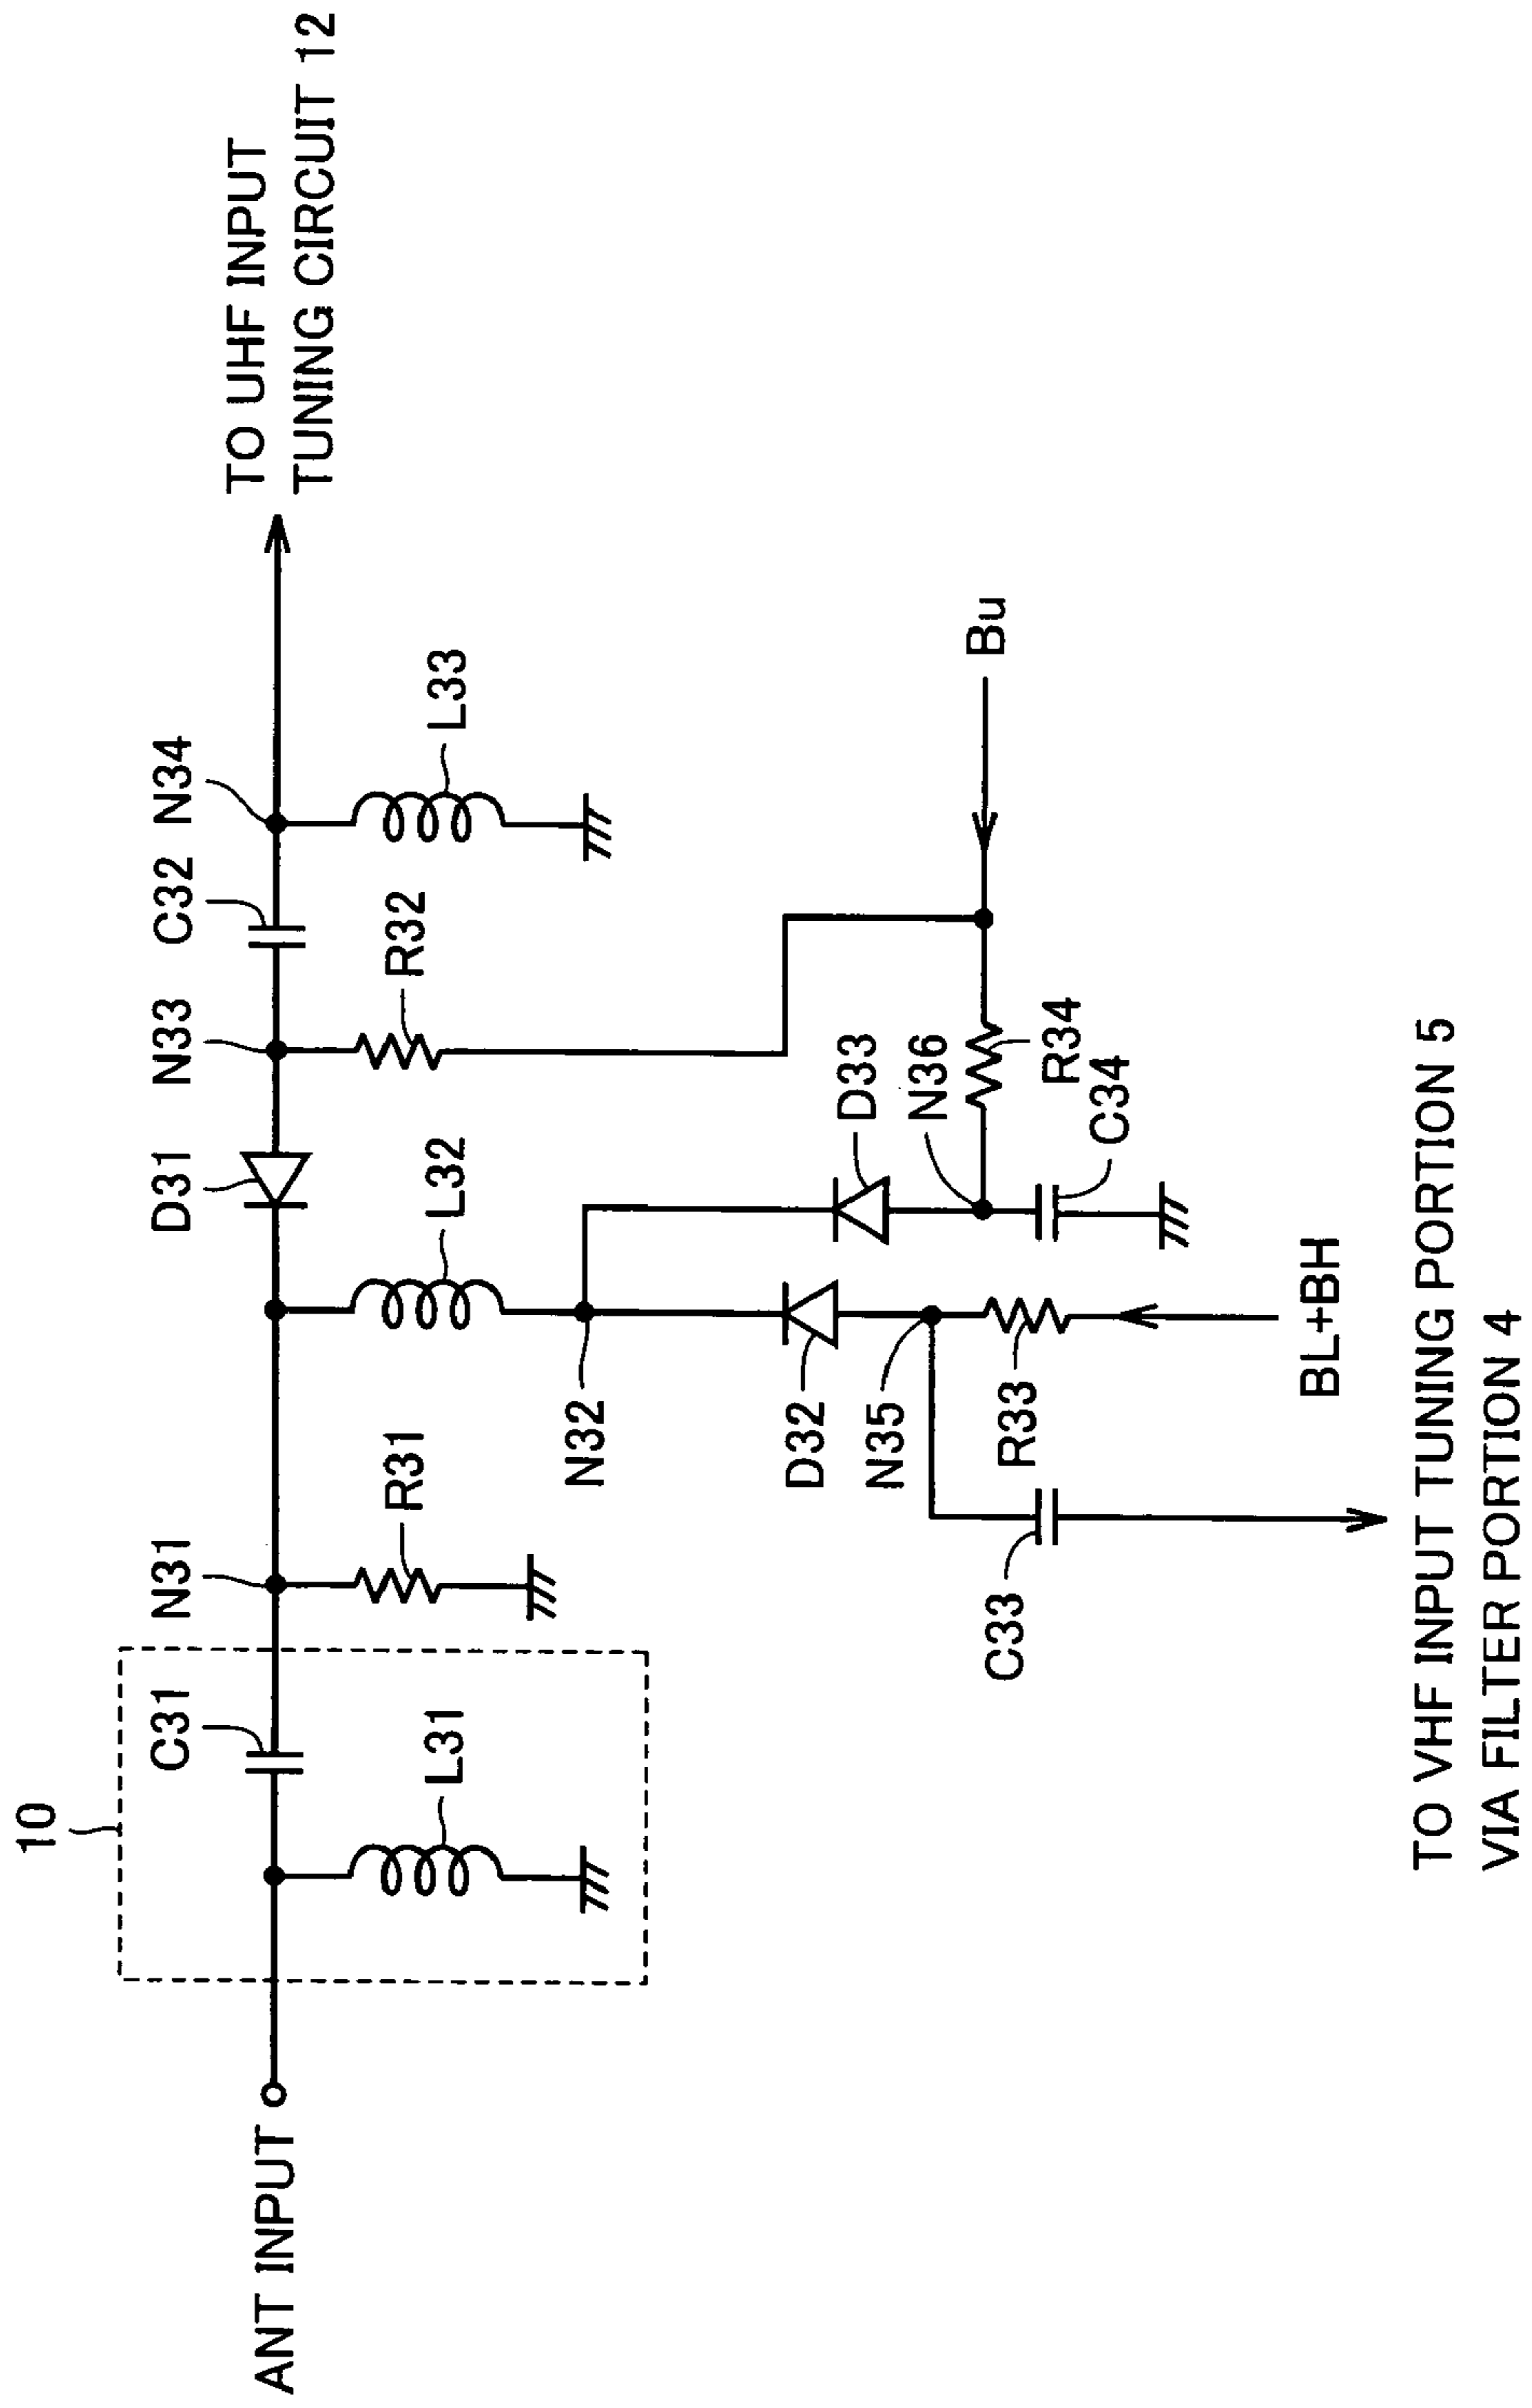 10
C31
N31
D31
N33
C32
N34
TO UHF INPUT
TUNING CIRCUIT 12
ANT INPUT
L31
R31
L32
R32
L33
N32
D32
D33
N35
N36
Bu
C33
R33
R34
C34
BL+BH
TO VHF INPUT TUNING PORTION 5
VIA FILTER PORTION 4